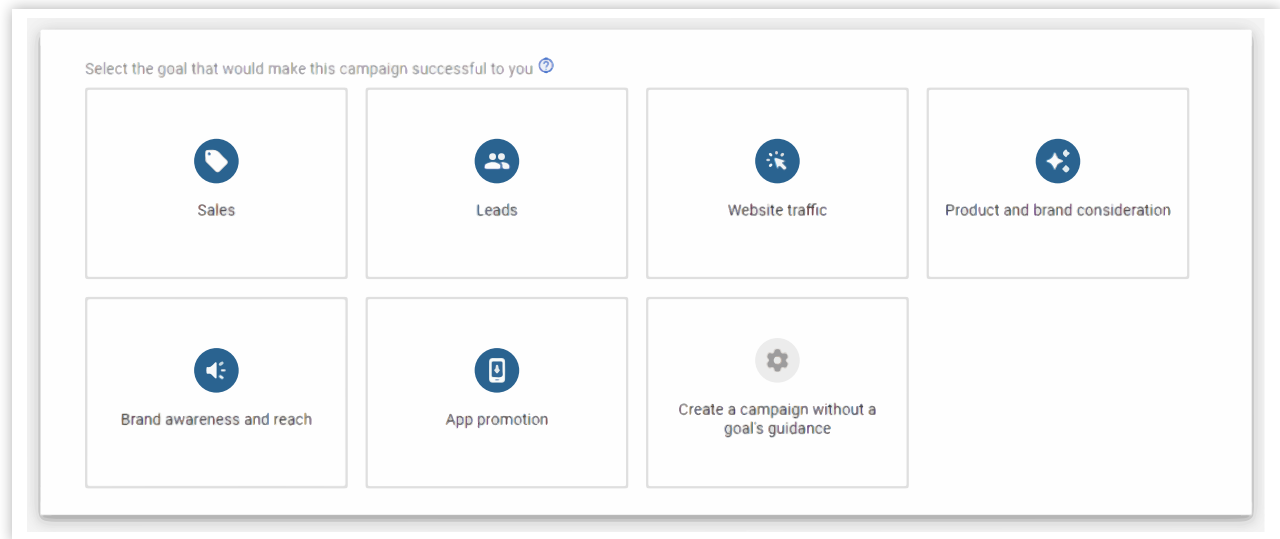 Select the goal that would make this campaign successful to you
Sales
Leads
Website traffic
Product and brand consideration
Brand awareness and reach
App promotion
Create a campaign without a
goal's guidance